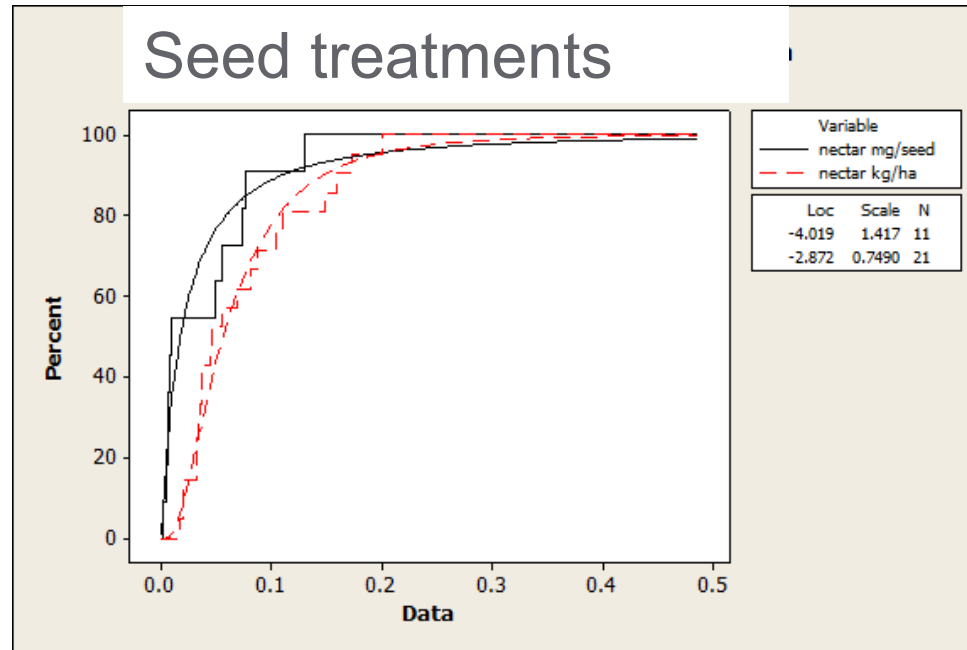 Seed treatments
Percent
100
80
60
40
20
0
0.0 0.1 0.2 0.3 0.4 0.5
Data
Variable
nectar mg/seed
nectar kg/ha
Loc Scale N
-4.019 1.417 11
-2.872 0.7490 21